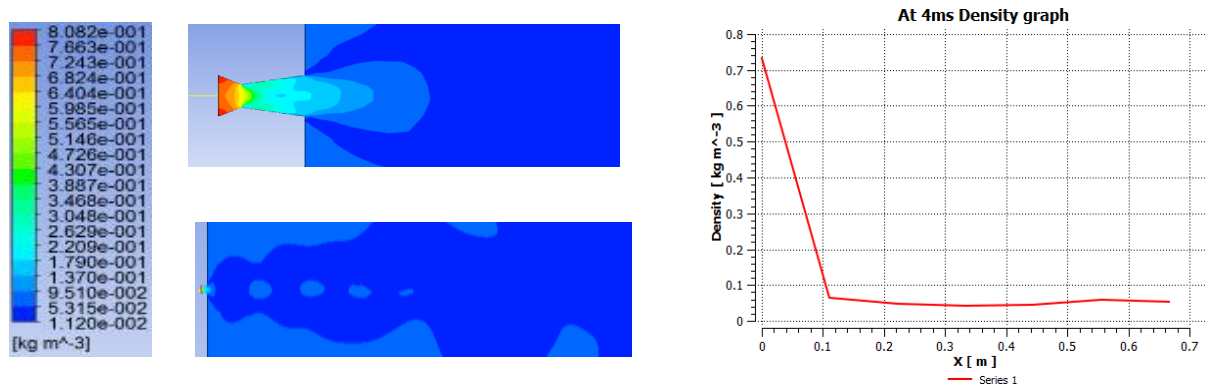 8.082e-001
7.663e-001
7.243e-001
6.824e-001
6.404e-001
5.985e-001
5.565e-001
5.146e-001
4.726e-001
4.307e-001
3.887e-001
3.468e-001
3.048e-001
2.629e-001
2.209e-001
1.790e-001
1.370e-001
9.510e-002
5.315e-002
1.120e-002
[kg m^-3]
At 4ms Density graph
Density [ kg m^-3 ]
0.8
0.7
0.6
0.5
0.4
0.3
0.2
0.1
0
0 0.1 0.2 0.3 0.4 0.5 0.6 0.7
X [ m ]
Series 1